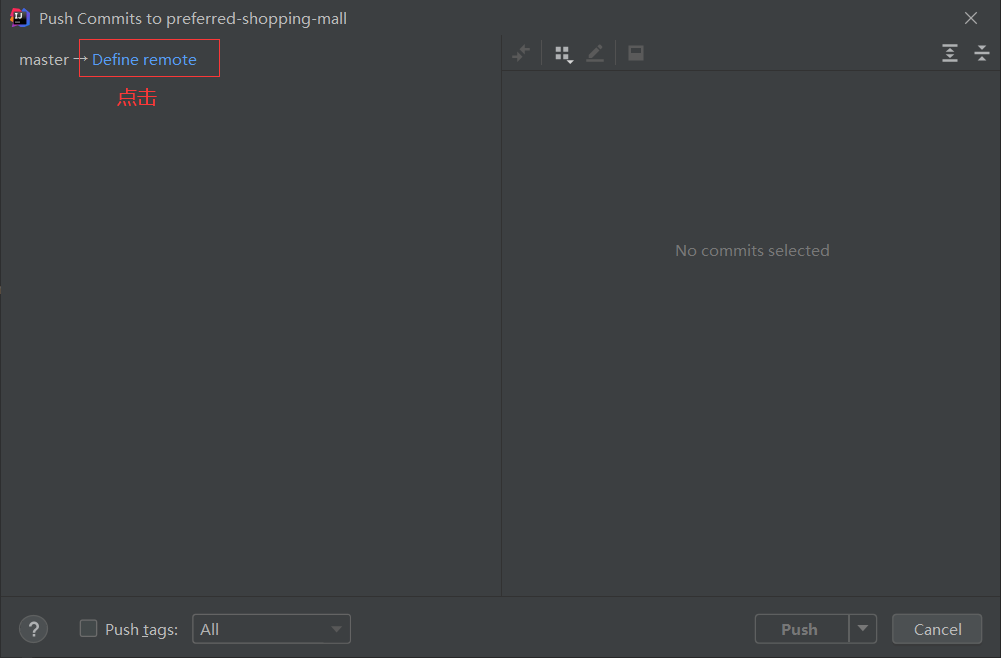 Push Commits to preferred-shopping-mall
master → Define remote
点击
No commits selected
? Push tags: All Push Cancel